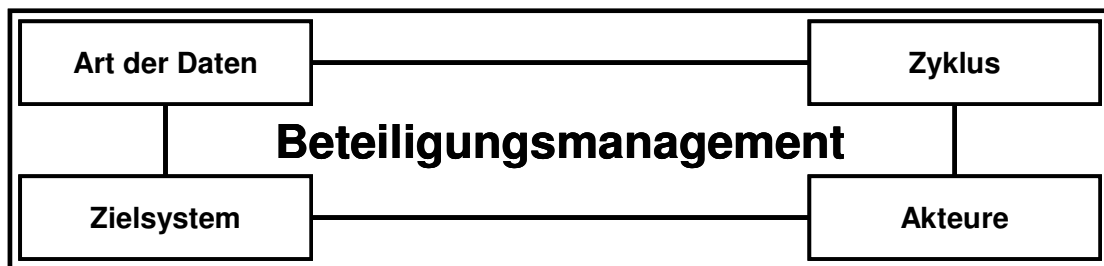 Art der Daten
Zyklus
Beteiligungsmanagement
Zielsystem
Akteure